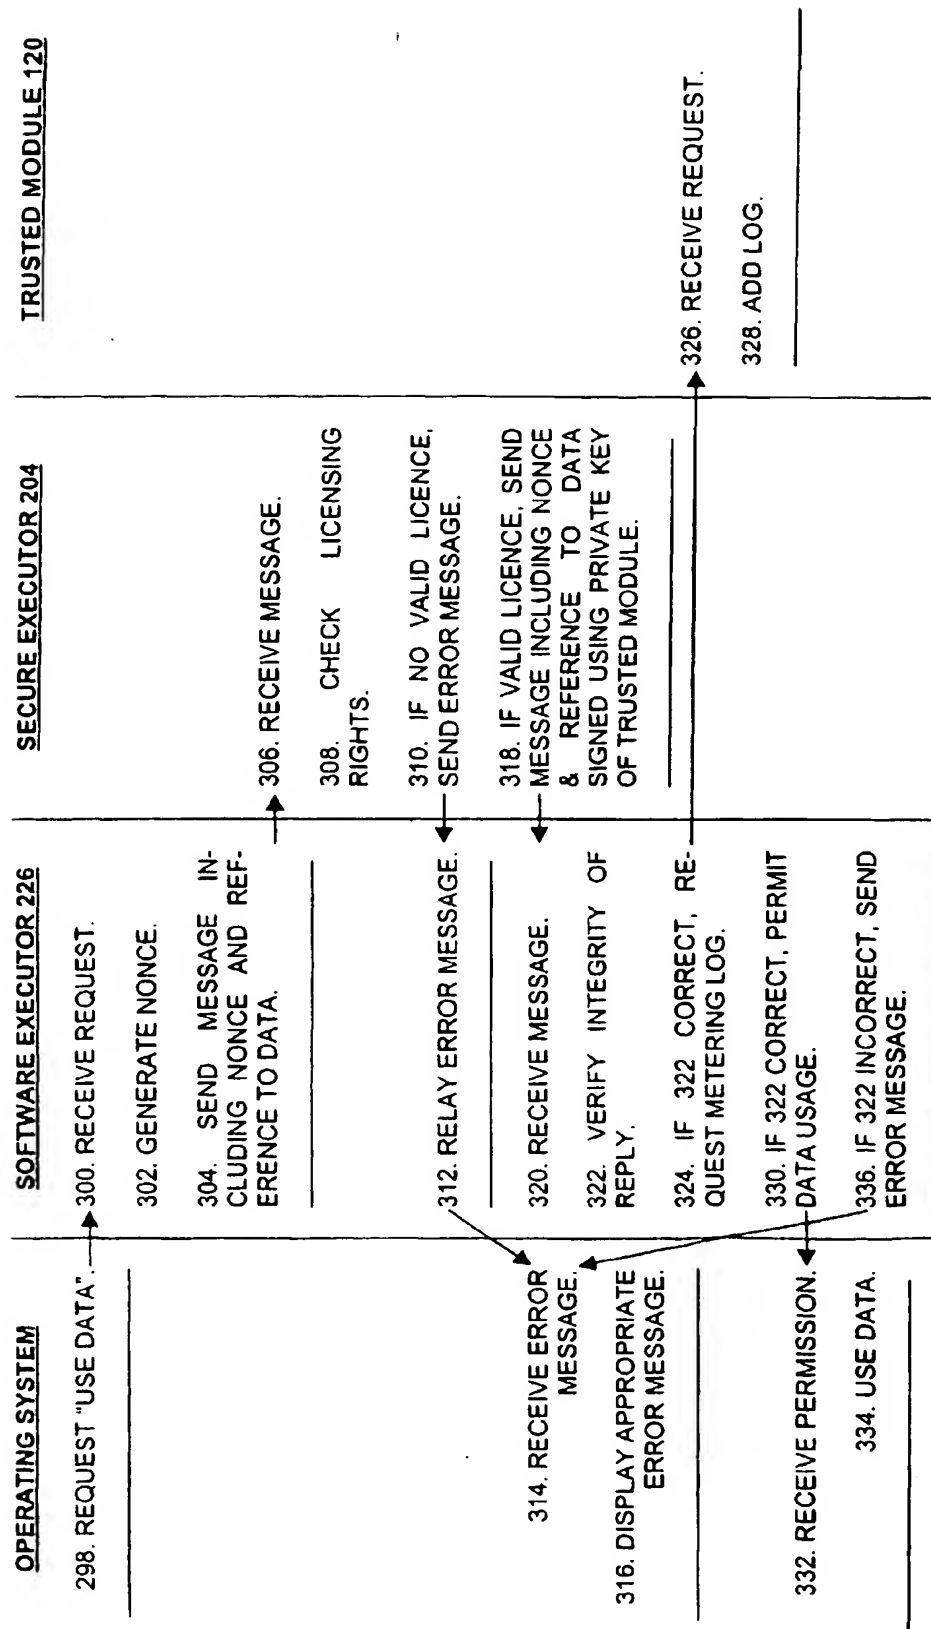 OPERATING SYSTEM
298. REQUEST "USE DATA".
314. RECEIVE ERROR
MESSAGE.
316. DISPLAY APPROPRIATE
ERROR MESSAGE.
332. RECEIVE PERMISSION.
334. USE DATA.
SOFTWARE EXECUTOR 226
300. RECEIVE REQUEST.
302. GENERATE NONCE.
304. SEND MESSAGE IN-
CLUDING NONCE AND REF-
ERENCE TO DATA.
312. RELAY ERROR MESSAGE.
320. RECEIVE MESSAGE.
322. VERIFY INTEGRITY OF
REPLY.
324. IF 322 CORRECT, RE-
QUEST METERING LOG.
330. IF 322 CORRECT, PERMIT
DATA USAGE.
336. IF 322 INCORRECT, SEND
ERROR MESSAGE.
SECURE EXECUTOR 204
306. RECEIVE MESSAGE.
308. CHECK LICENSING
RIGHTS.
310. IF NO VALID LICENCE,
SEND ERROR MESSAGE.
318. IF VALID LICENCE, SEND
MESSAGE INCLUDING NONCE
& REFERENCE TO DATA
SIGNED USING PRIVATE KEY
OF TRUSTED MODULE.
TRUSTED MODULE 120
326. RECEIVE REQUEST.
328. ADD LOG.